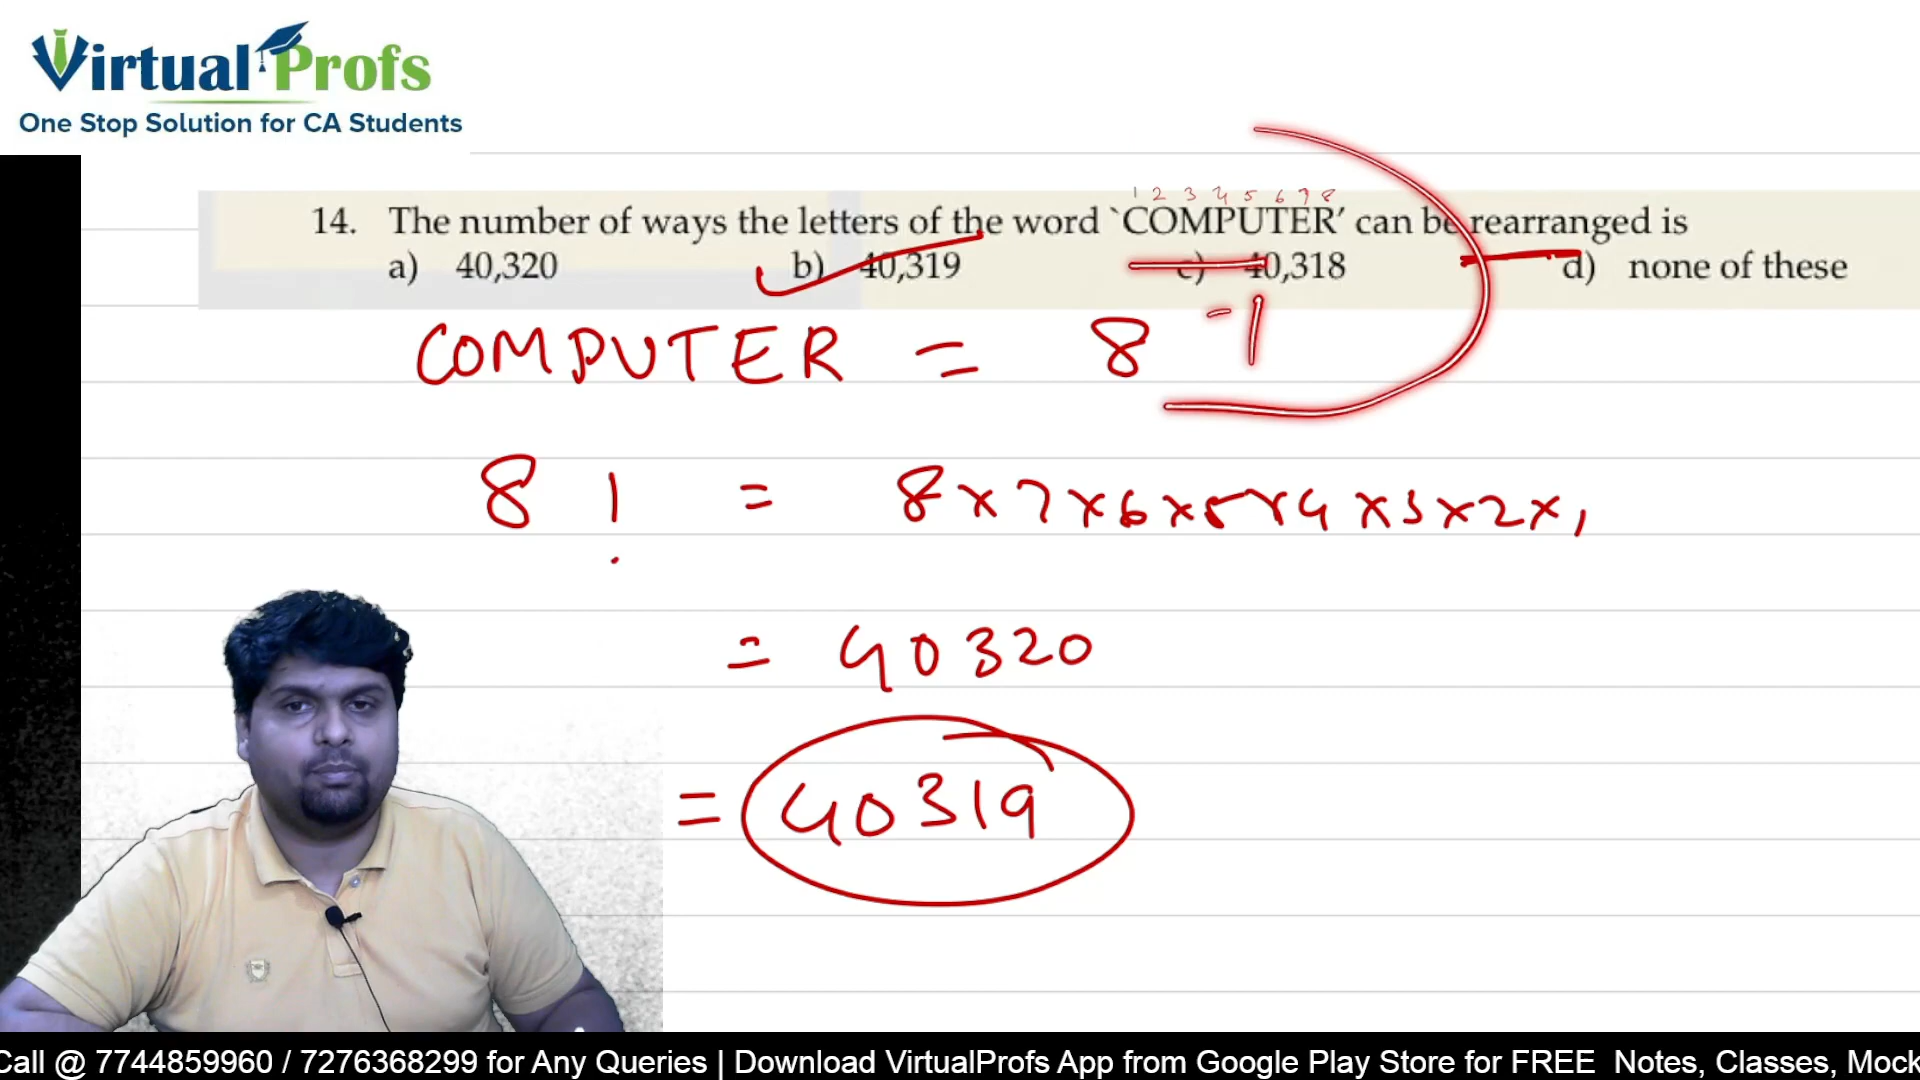 Virtual Profs
One Stop Solution for CA Students
1 2 3 4 5 6 7 8
14. The number of ways the letters of the word `COMPUTER' can be rearranged is
a) 40,320 b) 40,319 c) 40,318 d) none of these
COMPUTER = 8 -1
8 ! = 8 x 7 x 6 x 5 x 4 x 3 x 2 x 1
= 40320
= 40319
Call @ 7744859960 / 7276368299 for Any Queries | Download VirtualProfs App from Google Play Store for FREE Notes, Classes, Mock